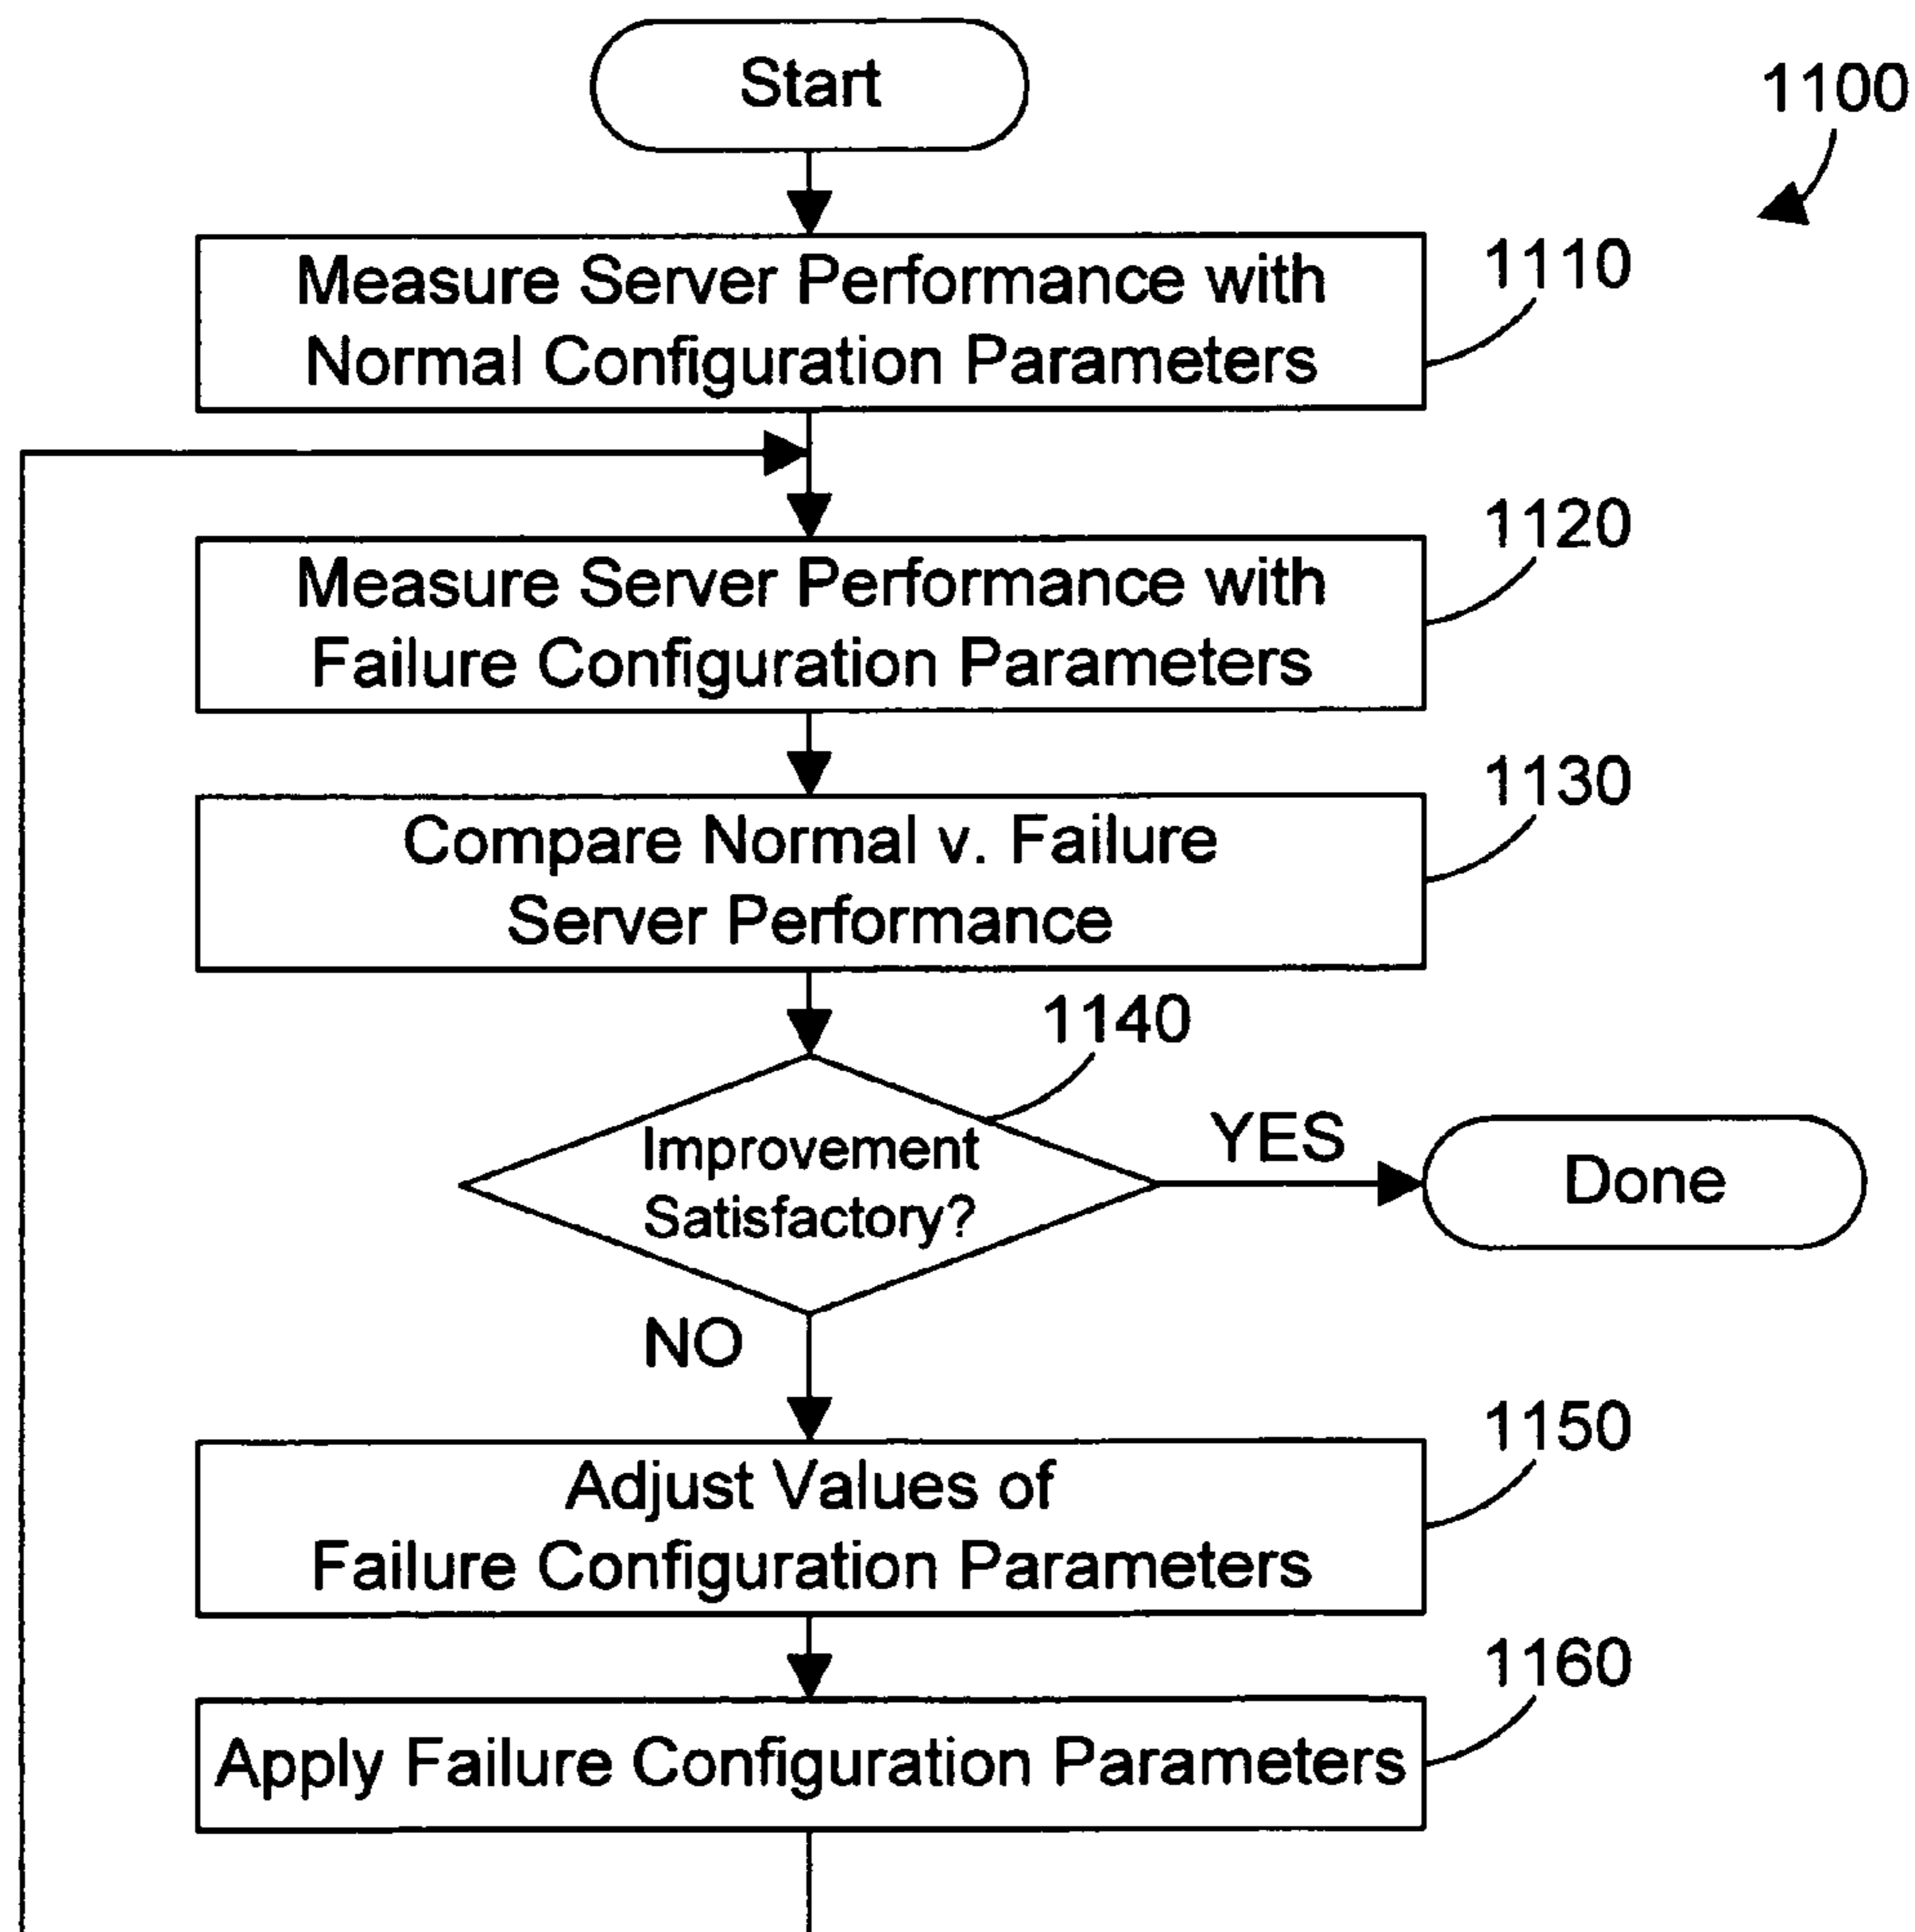 Start
1100
Measure Server Performance with
Normal Configuration Parameters
1110
Measure Server Performance with
Failure Configuration Parameters
1120
Compare Normal v. Failure
Server Performance
1130
1140
Improvement
Satisfactory?
YES
Done
NO
Adjust Values of
Failure Configuration Parameters
1150
Apply Failure Configuration Parameters
1160